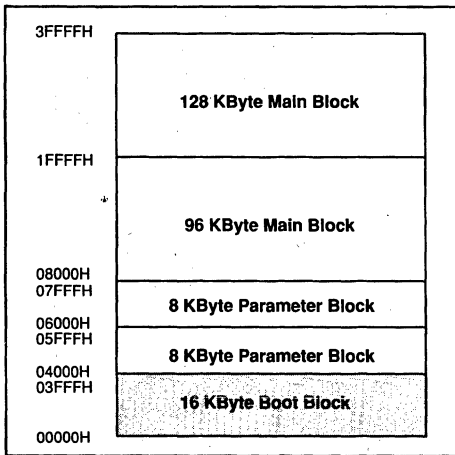 3FFFFH
128 KByte Main Block
1FFFFH
96 KByte Main Block
08000H
07FFFH
8 KByte Parameter Block
06000H
05FFFH
8 KByte Parameter Block
04000H
03FFFH
16 KByte Boot Block
00000H